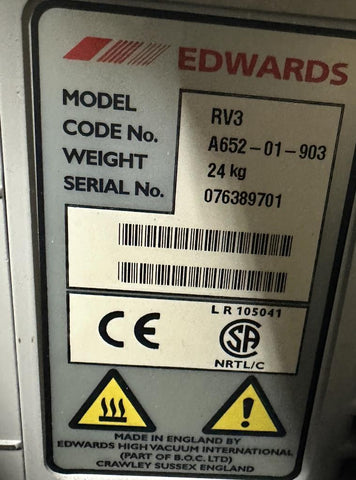 EDWARDS
MODEL RV3
CODE No. A652-01-903
WEIGHT 24 kg
SERIAL No. 076389701
CE
L R 105041
SA
NRTL/C
MADE IN ENGLAND BY
EDWARDS HIGH VACUUM INTERNATIONAL
(PART OF B.O.C. LTD)
CRAWLEY SUSSEX ENGLAND